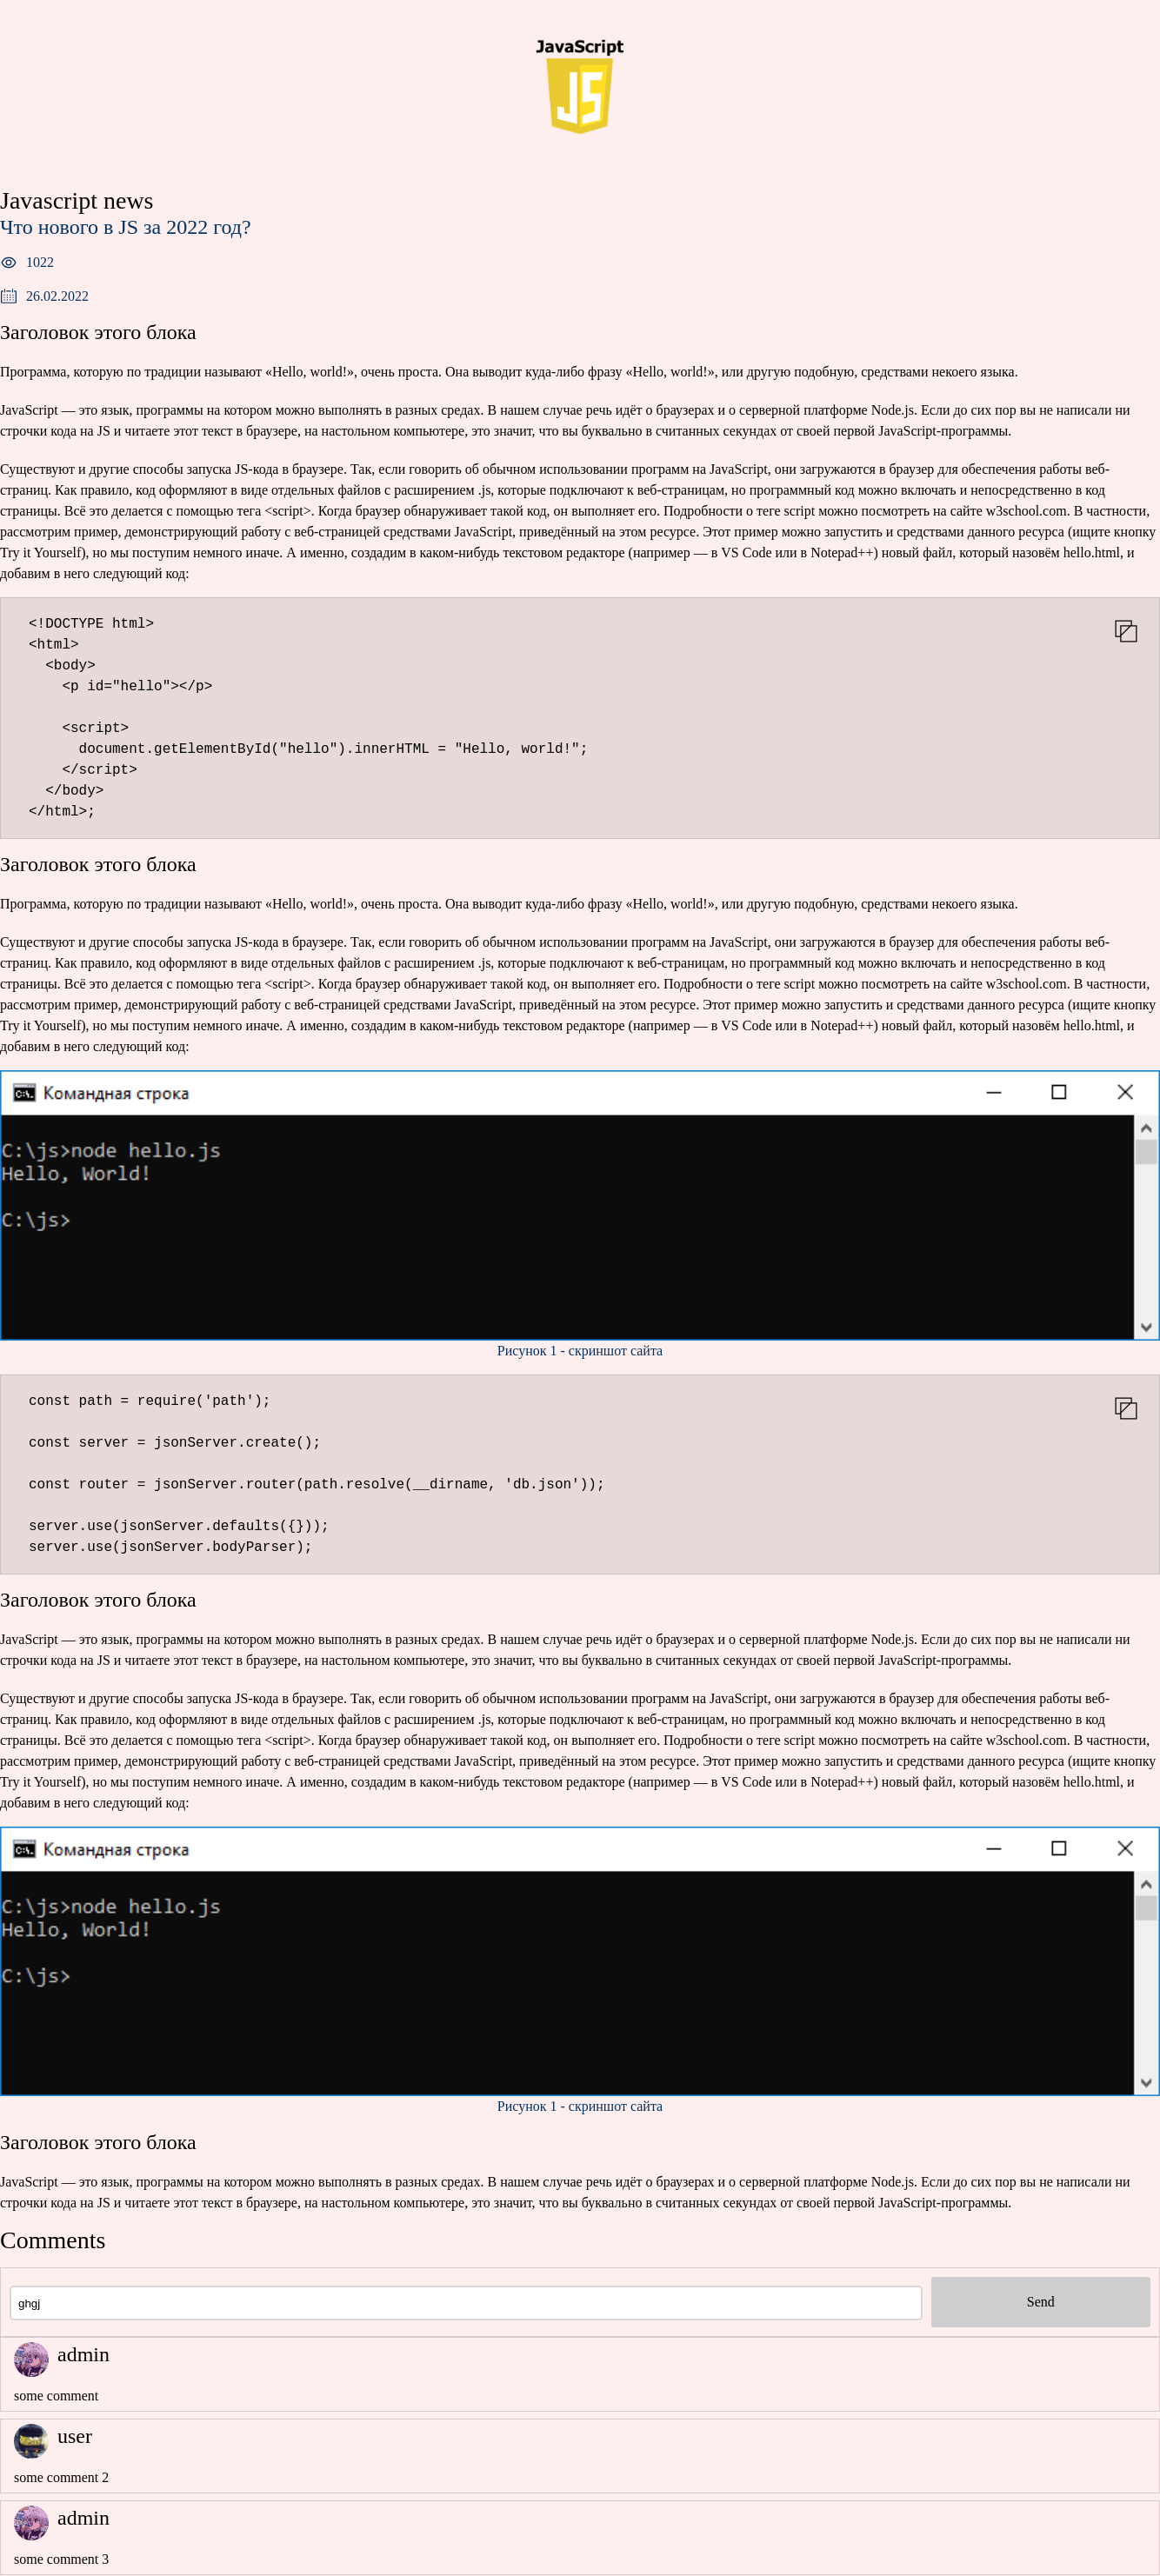 JavaScript
JS
Javascript news
Что нового в JS за 2022 год?
1022
26.02.2022
Заголовок этого блока
Программа, которую по традиции называют «Hello, world!», очень проста. Она выводит куда-либо фразу «Hello, world!», или другую подобную, средствами некоего языка.
JavaScript — это язык, программы на котором можно выполнять в разных средах. В нашем случае речь идёт о браузерах и о серверной платформе Node.js. Если до сих пор вы не написали ни
строчки кода на JS и читаете этот текст в браузере, на настольном компьютере, это значит, что вы буквально в считанных секундах от своей первой JavaScript-программы.
Существуют и другие способы запуска JS-кода в браузере. Так, если говорить об обычном использовании программ на JavaScript, они загружаются в браузер для обеспечения работы веб-
страниц. Как правило, код оформляют в виде отдельных файлов с расширением .js, которые подключают к веб-страницам, но программный код можно включать и непосредственно в код
страницы. Всё это делается с помощью тега <script>. Когда браузер обнаруживает такой код, он выполняет его. Подробности о теге script можно посмотреть на сайте w3school.com. В частности,
рассмотрим пример, демонстрирующий работу с веб-страницей средствами JavaScript, приведённый на этом ресурсе. Этот пример можно запустить и средствами данного ресурса (ищите кнопку
Try it Yourself), но мы поступим немного иначе. А именно, создадим в каком-нибудь текстовом редакторе (например — в VS Code или в Notepad++) новый файл, который назовём hello.html, и
добавим в него следующий код:
<!DOCTYPE html>
<html>
<body>
<p id="hello"></p>
<script>
document.getElementById("hello").innerHTML = "Hello, world!";
</script>
</body>
</html>;
Заголовок этого блока
Программа, которую по традиции называют «Hello, world!», очень проста. Она выводит куда-либо фразу «Hello, world!», или другую подобную, средствами некоего языка.
Существуют и другие способы запуска JS-кода в браузере. Так, если говорить об обычном использовании программ на JavaScript, они загружаются в браузер для обеспечения работы веб-
страниц. Как правило, код оформляют в виде отдельных файлов с расширением .js, которые подключают к веб-страницам, но программный код можно включать и непосредственно в код
страницы. Всё это делается с помощью тега <script>. Когда браузер обнаруживает такой код, он выполняет его. Подробности о теге script можно посмотреть на сайте w3school.com. В частности,
рассмотрим пример, демонстрирующий работу с веб-страницей средствами JavaScript, приведённый на этом ресурсе. Этот пример можно запустить и средствами данного ресурса (ищите кнопку
Try it Yourself), но мы поступим немного иначе. А именно, создадим в каком-нибудь текстовом редакторе (например — в VS Code или в Notepad++) новый файл, который назовём hello.html, и
добавим в него следующий код:
Командная строка
C:\js>node hello.js
Hello, World!
C:\js>
Рисунок 1 - скриншот сайта
const path = require('path');
const server = jsonServer.create();
const router = jsonServer.router(path.resolve(__dirname, 'db.json'));
server.use(jsonServer.defaults({}));
server.use(jsonServer.bodyParser);
Заголовок этого блока
JavaScript — это язык, программы на котором можно выполнять в разных средах. В нашем случае речь идёт о браузерах и о серверной платформе Node.js. Если до сих пор вы не написали ни
строчки кода на JS и читаете этот текст в браузере, на настольном компьютере, это значит, что вы буквально в считанных секундах от своей первой JavaScript-программы.
Существуют и другие способы запуска JS-кода в браузере. Так, если говорить об обычном использовании программ на JavaScript, они загружаются в браузер для обеспечения работы веб-
страниц. Как правило, код оформляют в виде отдельных файлов с расширением .js, которые подключают к веб-страницам, но программный код можно включать и непосредственно в код
страницы. Всё это делается с помощью тега <script>. Когда браузер обнаруживает такой код, он выполняет его. Подробности о теге script можно посмотреть на сайте w3school.com. В частности,
рассмотрим пример, демонстрирующий работу с веб-страницей средствами JavaScript, приведённый на этом ресурсе. Этот пример можно запустить и средствами данного ресурса (ищите кнопку
Try it Yourself), но мы поступим немного иначе. А именно, создадим в каком-нибудь текстовом редакторе (например — в VS Code или в Notepad++) новый файл, который назовём hello.html, и
добавим в него следующий код:
Командная строка
C:\js>node hello.js
Hello, World!
C:\js>
Рисунок 1 - скриншот сайта
Заголовок этого блока
JavaScript — это язык, программы на котором можно выполнять в разных средах. В нашем случае речь идёт о браузерах и о серверной платформе Node.js. Если до сих пор вы не написали ни
строчки кода на JS и читаете этот текст в браузере, на настольном компьютере, это значит, что вы буквально в считанных секундах от своей первой JavaScript-программы.
Comments
ghgj
Send
admin
some comment
user
some comment 2
admin
some comment 3